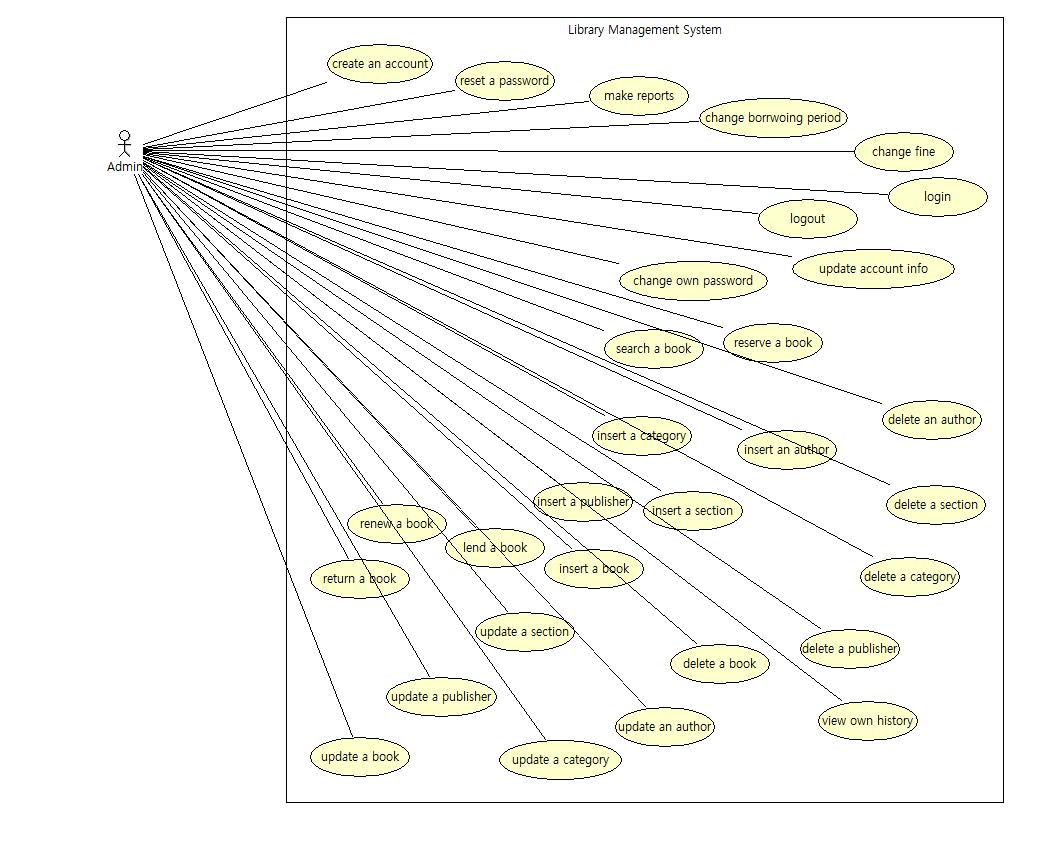 Library Management System
create an account
reset a password
make reports
change borrwoing period
change fine
Admin
login
logout
update account info
change own password
reserve a book
search a book
delete an author
insert a category
insert an author
insert a publisher
insert a section
delete a section
renew a book
lend a book
insert a book
return a book
delete a category
update a section
delete a publisher
delete a book
update a publisher
view own history
update an author
update a book
update a category